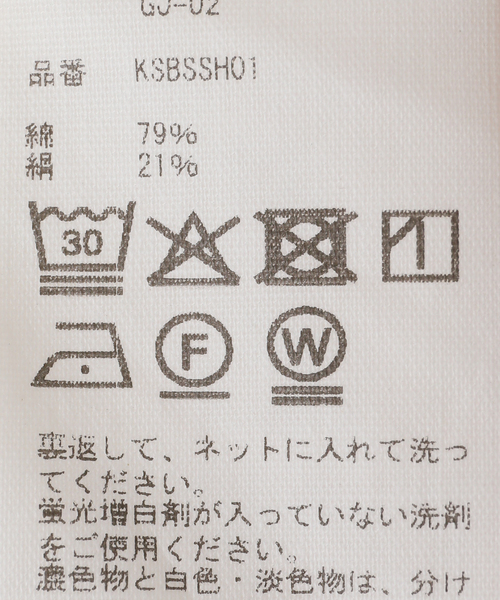 GJ-02
品番 KSBSSH01
綿 79%
絹 21%
30
F W
裏返して、ネットに入れて洗っ
てください。
蛍光増白剤が入っていない洗剤
をご使用ください。
濃色物と白色・淡色物は、分け